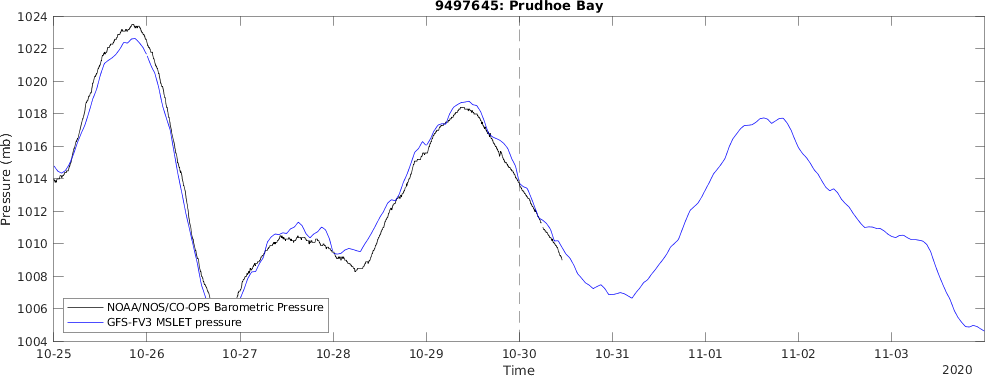 9497645: Prudhoe Bay
Pressure (mb)
1024
1022
1020
1018
1016
1014
1012
1010
1008
1006
1004
NOAA/NOS/CO-OPS Barometric Pressure
GFS-FV3 MSLET pressure
10-25 10-26 10-27 10-28 10-29 10-30 10-31 11-01 11-02 11-03
Time
2020